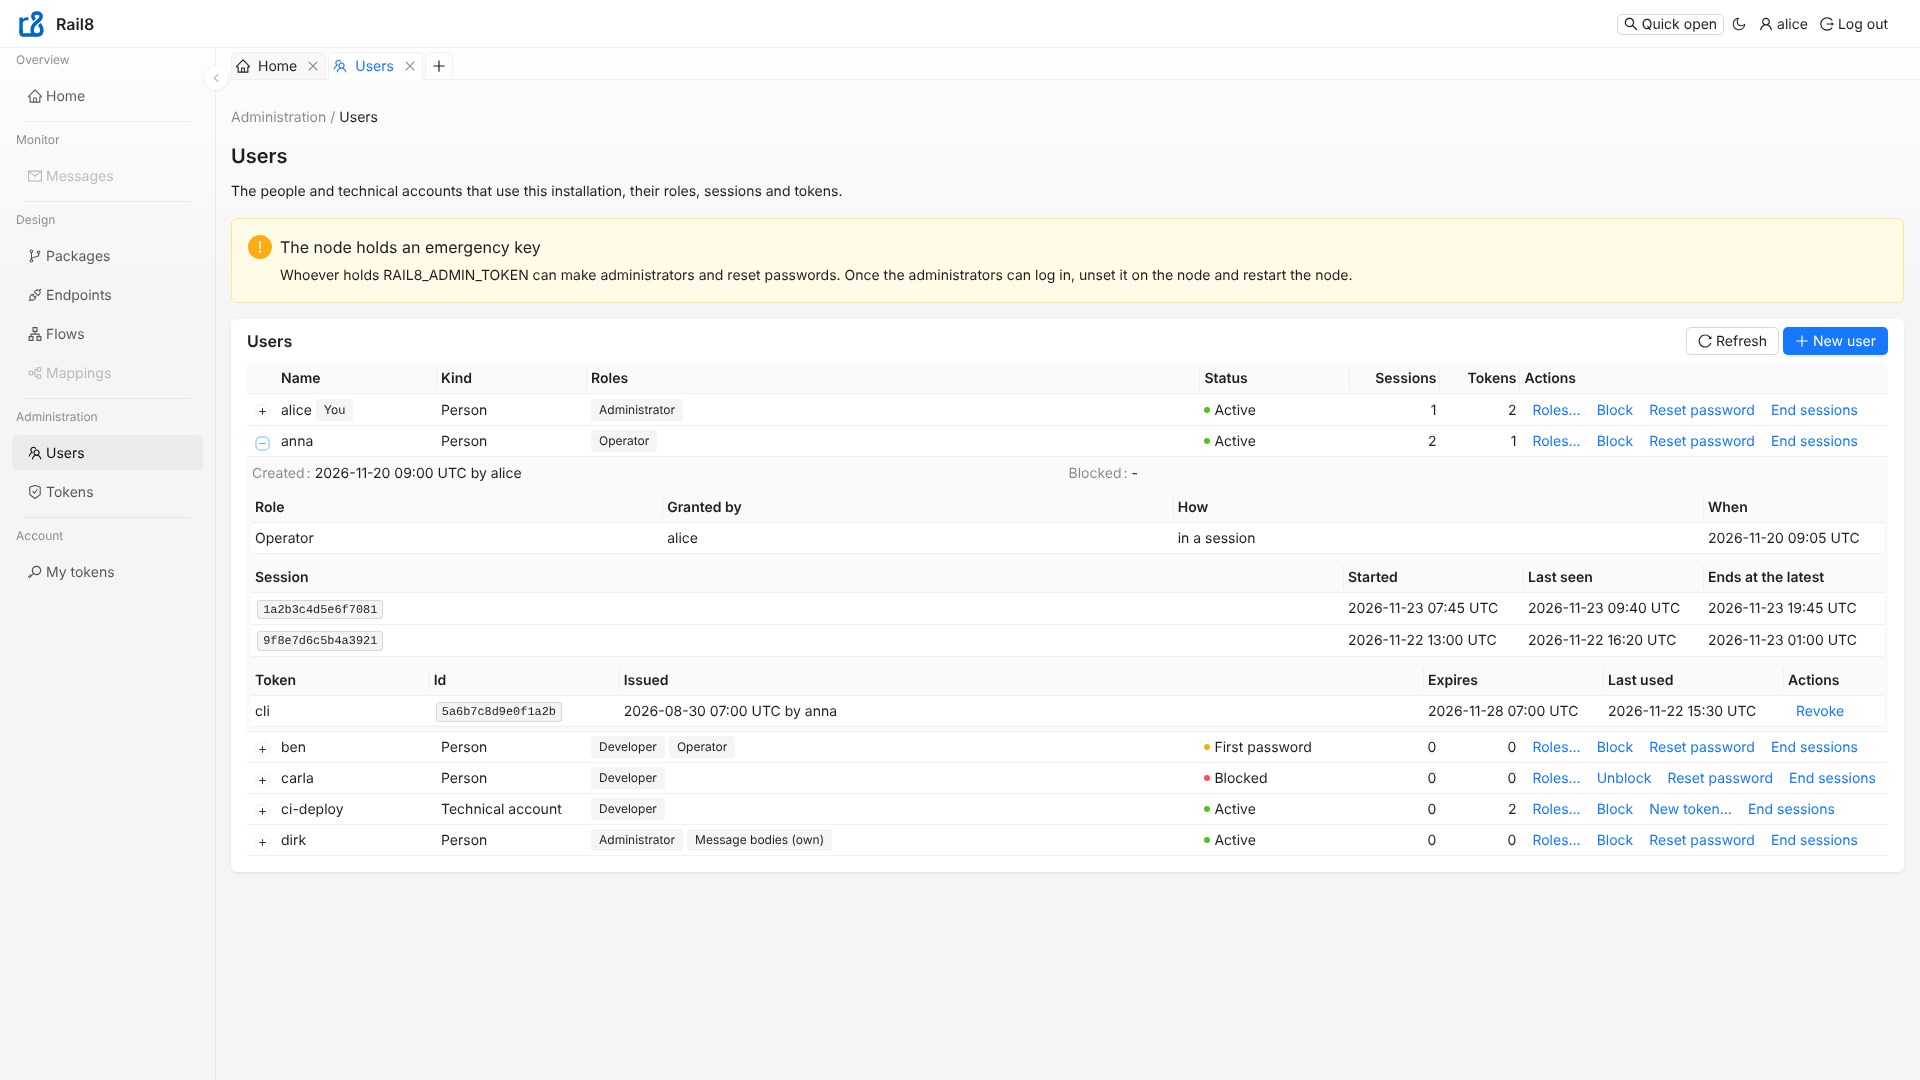 Rail8
Quick open
alice
Log out
Overview
Home
Monitor
Messages
Design
Packages
Endpoints
Flows
Mappings
Administration
Users
Tokens
Account
My tokens
Home
Users
Administration / Users
Users
The people and technical accounts that use this installation, their roles, sessions and tokens.
The node holds an emergency key
Whoever holds RAIL8_ADMIN_TOKEN can make administrators and reset passwords. Once the administrators can log in, unset it on the node and restart the node.
Users
Refresh
New user
Name Kind Roles Status Sessions Tokens Actions
alice You Person Administrator Active 1 2 Roles... Block Reset password End sessions
anna Person Operator Active 2 1 Roles... Block Reset password End sessions
Created: 2026-11-20 09:00 UTC by alice Blocked: -
Role Granted by How When
Operator alice in a session 2026-11-20 09:05 UTC
Session Started Last seen Ends at the latest
1a2b3c4d5e6f7081 2026-11-23 07:45 UTC 2026-11-23 09:40 UTC 2026-11-23 19:45 UTC
9f8e7d6c5b4a3921 2026-11-22 13:00 UTC 2026-11-22 16:20 UTC 2026-11-23 01:00 UTC
Token Id Issued Expires Last used Actions
cli 5a6b7c8d9e0f1a2b 2026-08-30 07:00 UTC by anna 2026-11-28 07:00 UTC 2026-11-22 15:30 UTC Revoke
ben Person Developer Operator First password 0 0 Roles... Block Reset password End sessions
carla Person Developer Blocked 0 0 Roles... Unblock Reset password End sessions
ci-deploy Technical account Developer Active 0 2 Roles... Block New token... End sessions
dirk Person Administrator Message bodies (own) Active 0 0 Roles... Block Reset password End sessions